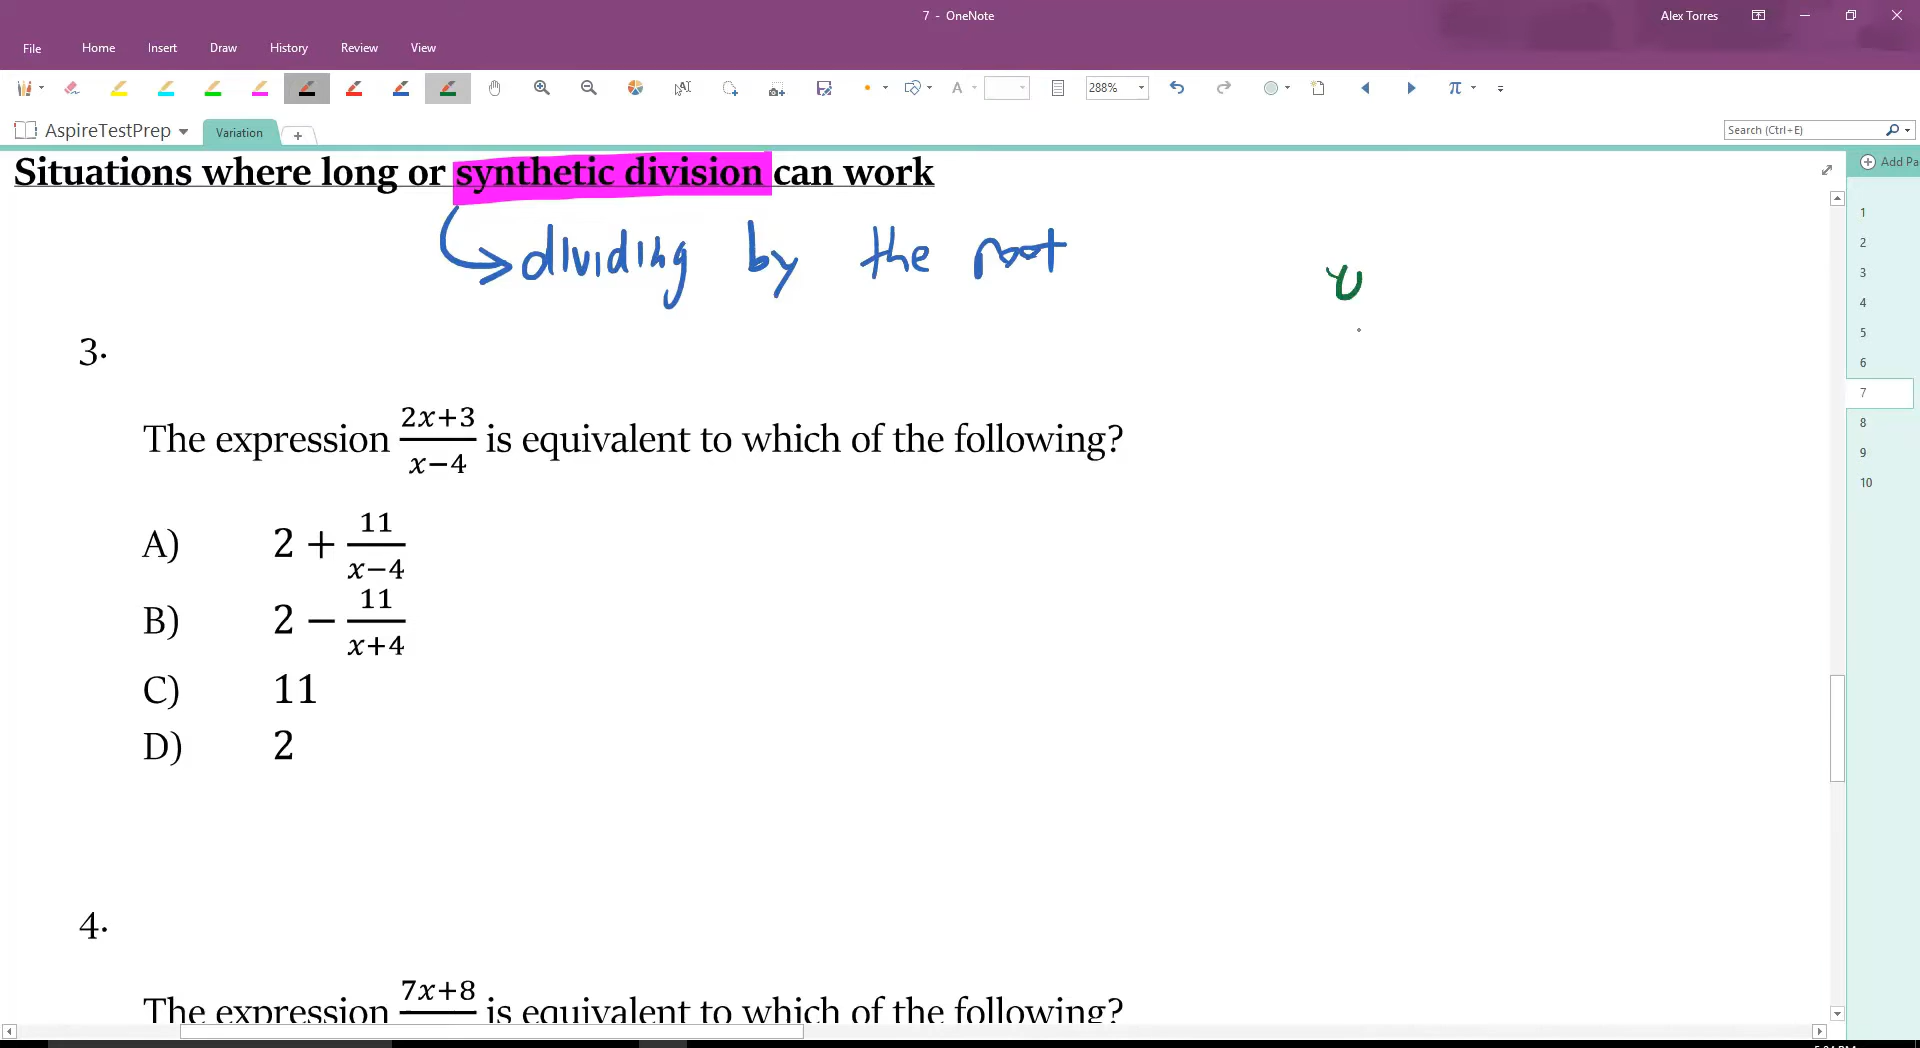 7 - OneNote
Alex Torres
File Home Insert Draw History Review View
288%
AspireTestPrep Variation
Search (Ctrl+E)
Add Pa
Situations where long or synthetic division can work
dividing by the root
3.
The expression \frac{2x+3}{x-4} is equivalent to which of the following?
A) 2 + \frac{11}{x-4}
B) 2 - \frac{11}{x+4}
C) 11
D) 2
4.
The expression 7x+8 is equivalent to which of the following?
1
2
3
4
5
6
7
8
9
10